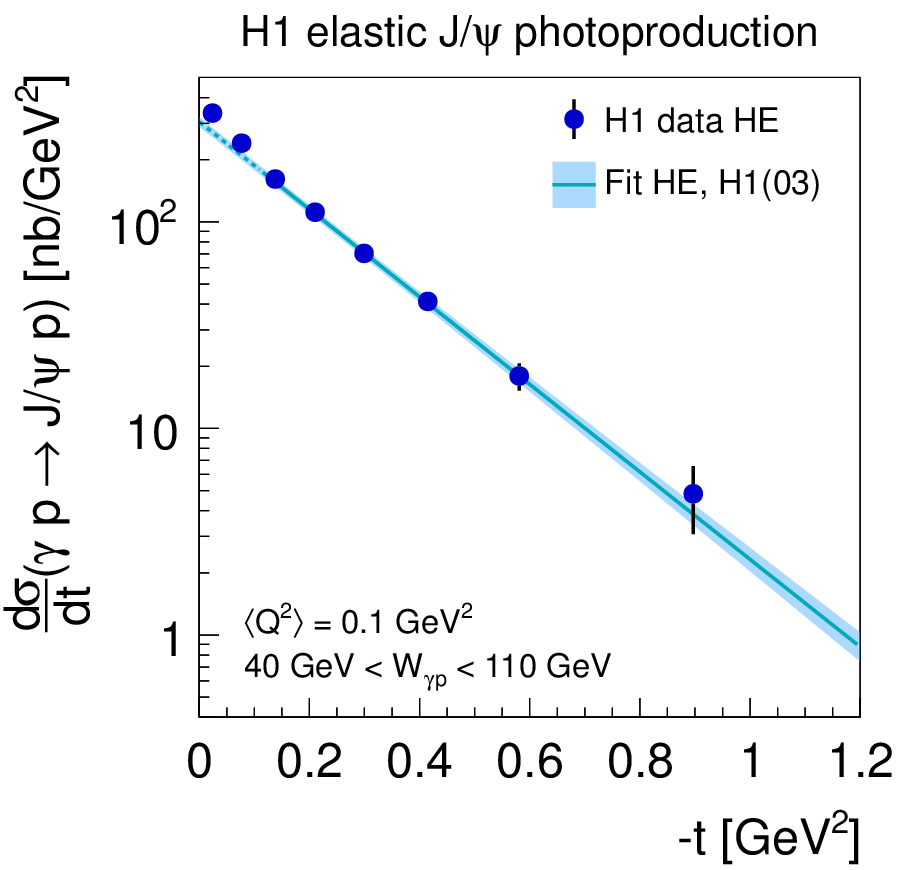 H1 elastic J/ψ photoproduction
dσ/dt(γ p → J/ψ p) [nb/GeV²]
H1 data HE
Fit HE, H1(03)
10²
10
1
⟨Q²⟩ = 0.1 GeV²
40 GeV < Wγp < 110 GeV
0 0.2 0.4 0.6 0.8 1 1.2
-t [GeV²]